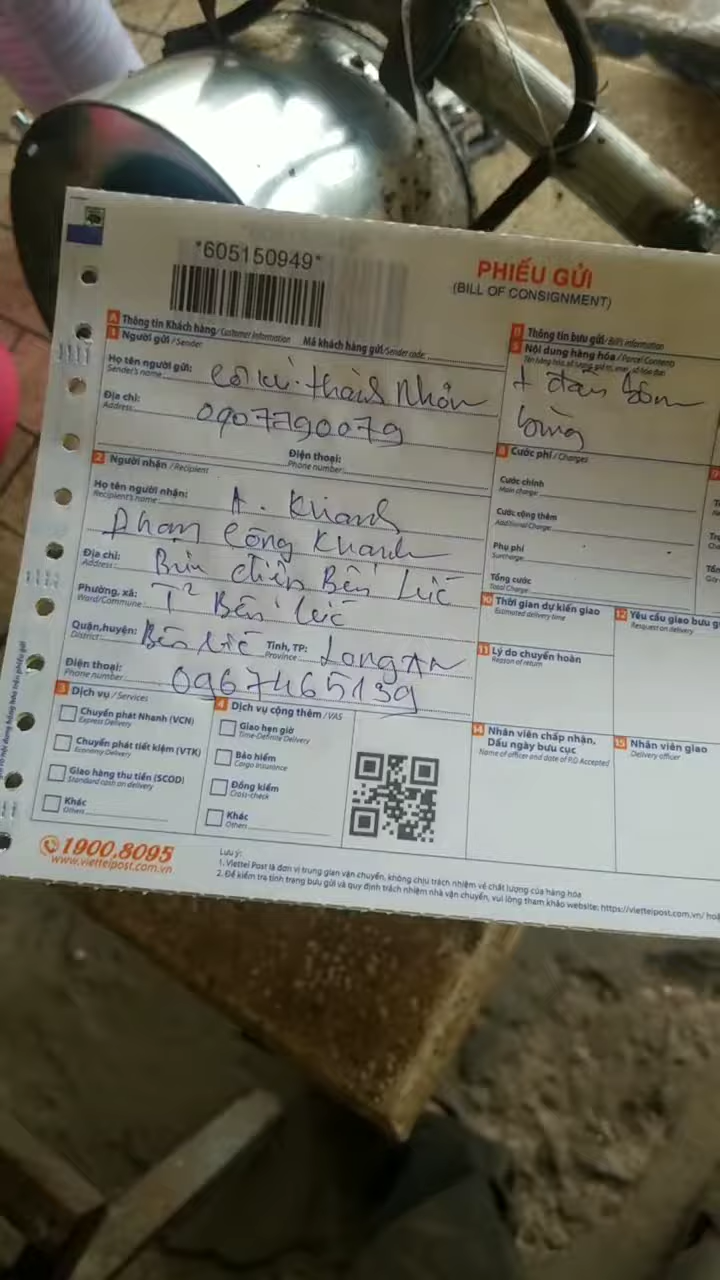 *605150949*
PHIẾU GỬI
(BILL OF CONSIGNMENT)
A Thông tin Khách hàng / Customer Information Mã khách hàng gửi/Sender code:
1 Người gửi / Sender
Họ tên người gửi: Cơ khí Thành Nhân
Sender's name
Địa chỉ: 0907790079
Address:
Điện thoại:
Phone number:
2 Người nhận / Recipient
Họ tên người nhận: A. Khanh
Recipient's name
Phạm Công Khanh
Địa chỉ: Bưu điện Bến Lức
Address:
Phường, xã: T² Bến Lức
Ward/Commune:
Quận, huyện: Bến Lức Tỉnh, TP: Long An
District: Province:
Điện thoại: 0967465139
Phone number:
3 Dịch vụ / Services
Chuyển phát Nhanh (VCN)
Express Delivery
Chuyển phát tiết kiệm (VTK)
Economy Delivery
Giao hàng thu tiền (SCOD)
Standard cash on delivery
Khác
Others
4 Dịch vụ cộng thêm / VAS
Giao hẹn giờ
Time-Definite Delivery
Bảo hiểm
Cargo Insurance
Đồng kiểm
Cross-check
Khác
Others
B Thông tin bưu gửi / Bill's information
5 Nội dung hàng hóa / Parcel Contents
8 Cước phí / Charges
Cước chính
Main charge:
Cước cộng thêm
Additional Charge:
Phụ phí
Surcharge:
Tổng cước
Total Charge:
10 Thời gian dự kiến giao
Estimated delivery time
12 Yêu cầu giao bưu g
Request on delivery
11 Lý do chuyển hoàn
Reason of return
14 Nhân viên chấp nhận,
Dấu ngày bưu cục
Name of officer and date of P.O Accepted
15 Nhân viên giao
Delivery officer
1900.8095
www.viettelpost.com.vn
Lưu ý:
1. Viettel Post là đơn vị trung gian vận chuyển, không chịu trách nhiệm về chất lượng của hàng hóa
2. Để kiểm tra tình trạng bưu gửi và quy định trách nhiệm nhà vận chuyển, vui lòng tham khảo website: https://viettelpost.com.vn/